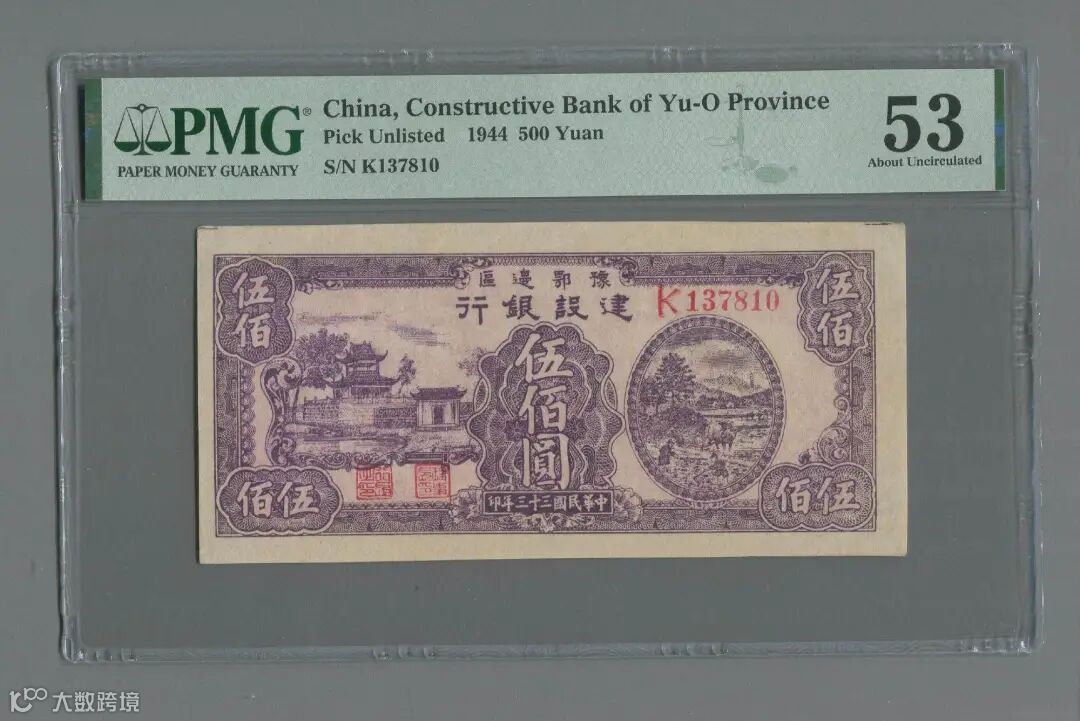 PMG®
PAPER MONEY GUARANTY
China, Constructive Bank of Yu-O Province
Pick Unlisted 1944 500 Yuan
S/N K137810
53
About Uncirculated
伍佰
區邊鄂豫
行銀設建
K137810
伍佰
伍佰圓
佰伍
印年三十三國民華中
佰伍
大数跨境